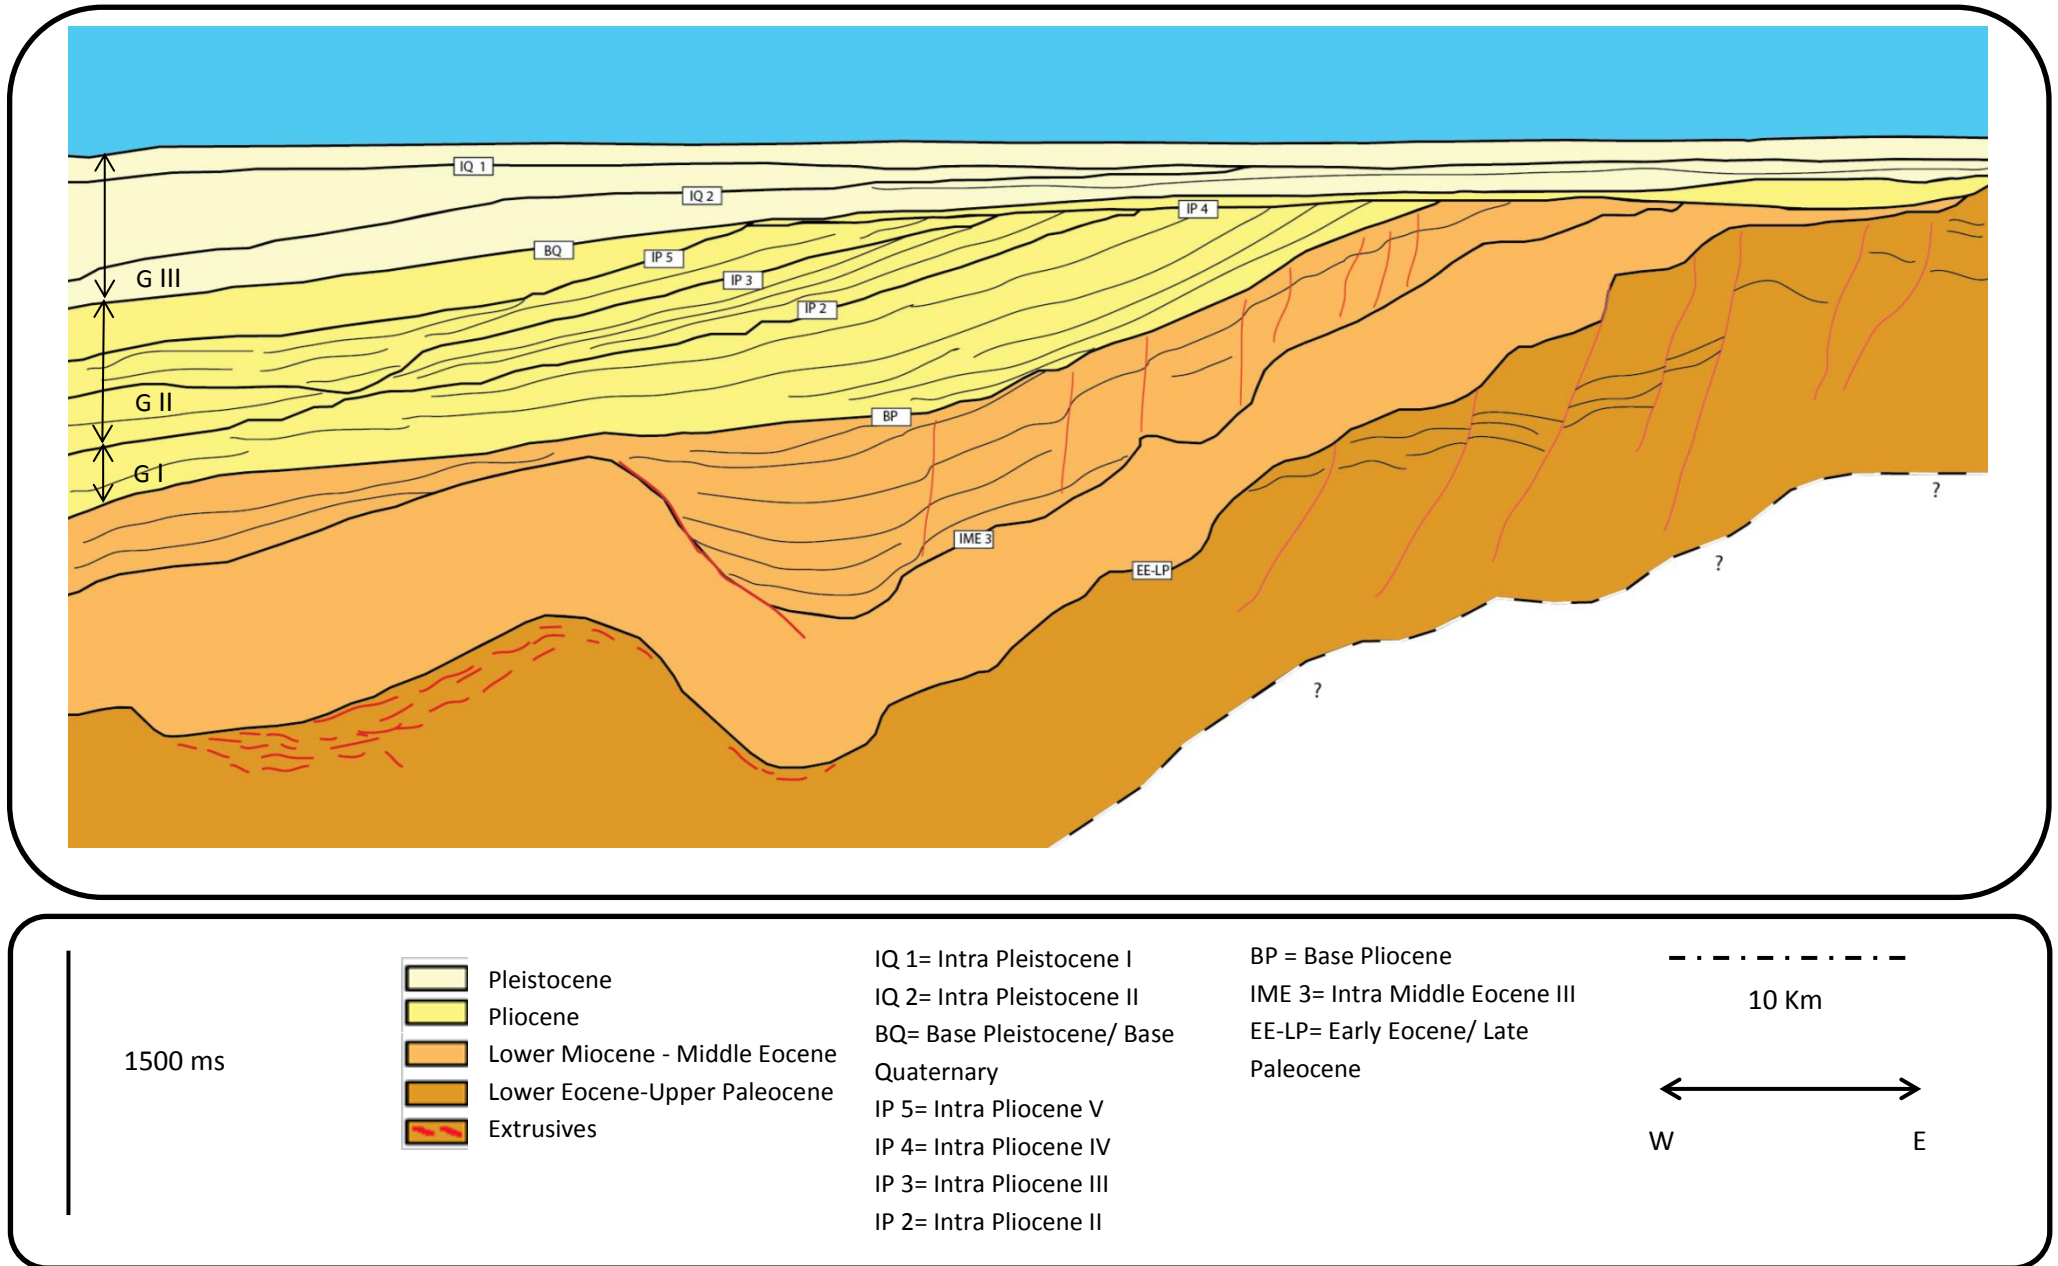 IQ 1
IQ 2
IP 4
BQ
IP 5
G III
IP 3
IP 2
G II
BP
G I
?
IME 3
?
EE-LP
?
1500 ms
Pleistocene
Pliocene
Lower Miocene - Middle Eocene
Lower Eocene-Upper Paleocene
Extrusives
IQ 1= Intra Pleistocene I
IQ 2= Intra Pleistocene II
BQ= Base Pleistocene/ Base
Quaternary
IP 5= Intra Pliocene V
IP 4= Intra Pliocene IV
IP 3= Intra Pliocene III
IP 2= Intra Pliocene II
BP = Base Pliocene
IME 3= Intra Middle Eocene III
EE-LP= Early Eocene/ Late
Paleocene
10 Km
W E